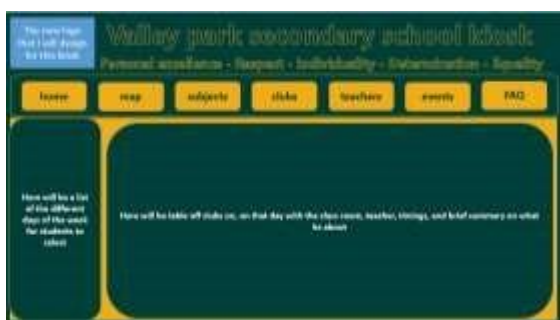 The new logo
that I will design
for this kiosk
Valley park secondary school kiosk
Personal excellence - Respect - Individuality - Determination - Equality
home
map
subjects
clubs
teachers
events
FAQ
Here will be a list
of the different
days of the week
for students to
select
Here will be table off clubs on, on that day with the class room, teacher, timings, and brief summary on what
be about